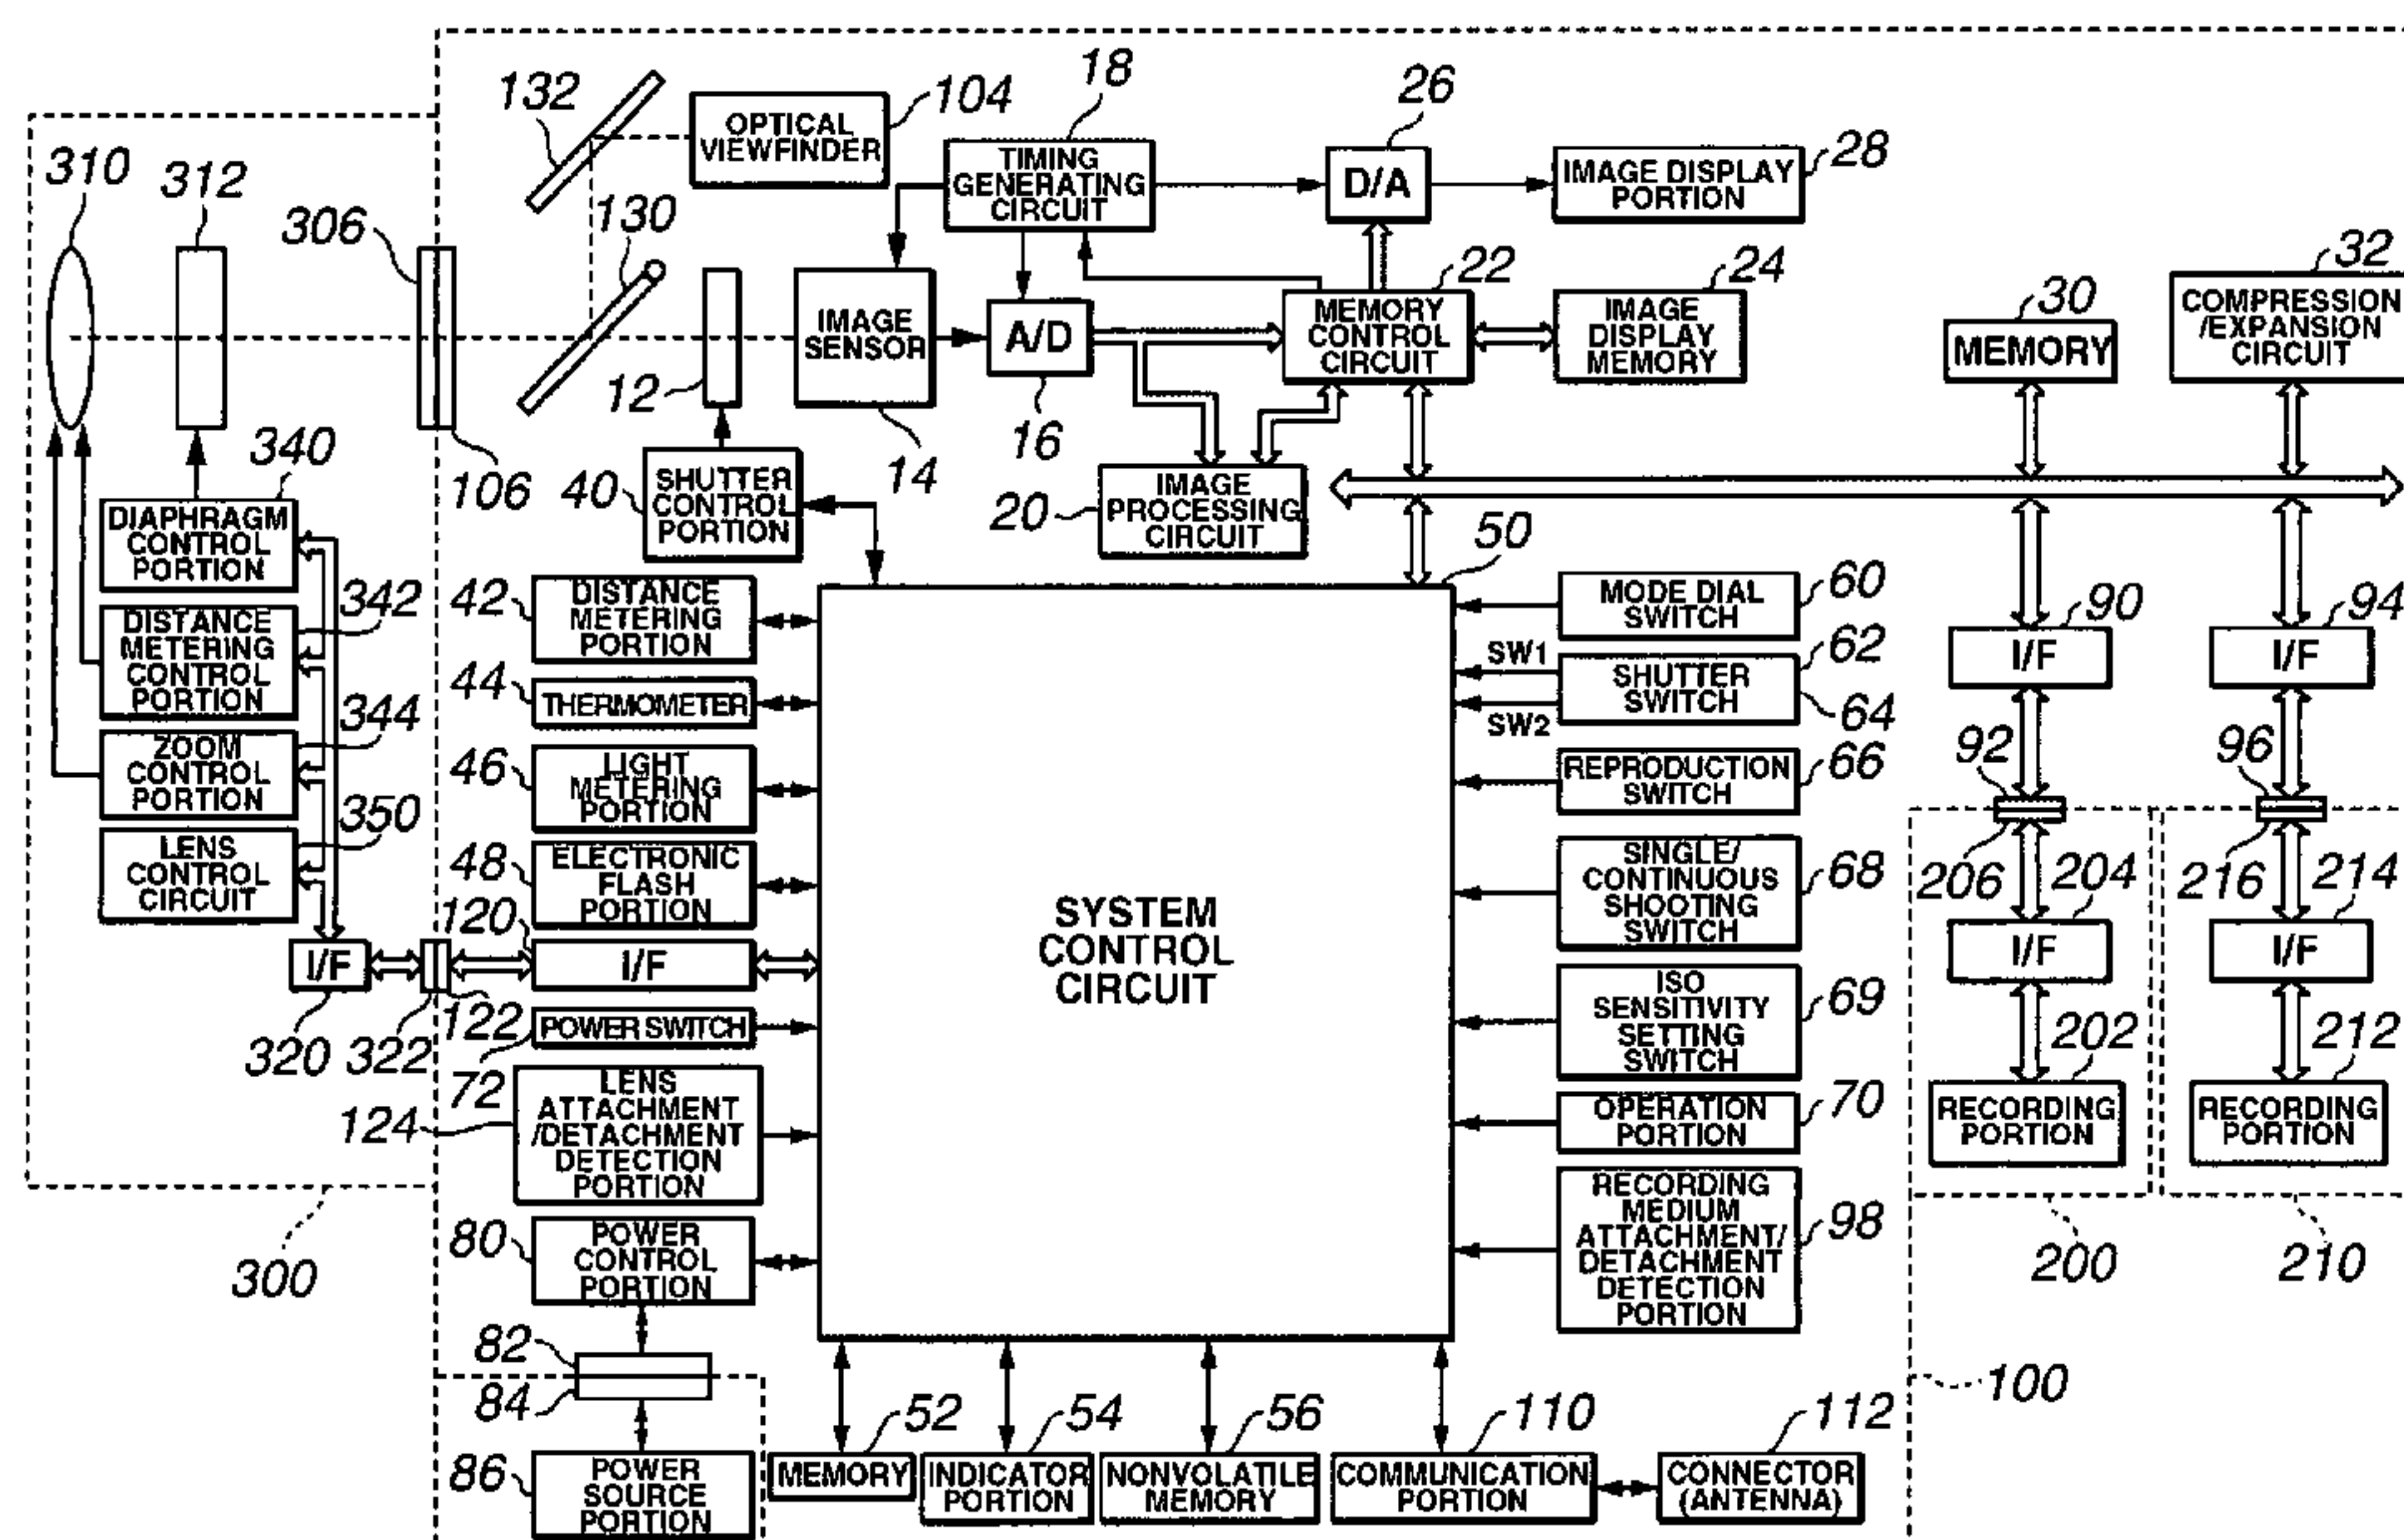 132
104
OPTICAL
VIEWFINDER
18
TIMING
GENERATING
CIRCUIT
26
D/A
IMAGE DISPLAY
PORTION
28
310
312
306
130
IMAGE
SENSOR
A/D
MEMORY
CONTROL
CIRCUIT
22
IMAGE
DISPLAY
MEMORY
24
30
MEMORY
32
COMPRESSION
/EXPANSION
CIRCUIT
12
14
16
106
340
DIAPHRAGM
CONTROL
PORTION
40
SHUTTER
CONTROL
PORTION
20
IMAGE
PROCESSING
CIRCUIT
50
342
DISTANCE
METERING
CONTROL
PORTION
344
ZOOM
CONTROL
PORTION
350
LENS
CONTROL
CIRCUIT
I/F
320
322
122
42
DISTANCE
METERING
PORTION
44
THERMOMETER
46
LIGHT
METERING
PORTION
48
ELECTRONIC
FLASH
PORTION
120
I/F
POWER SWITCH
72
LENS
ATTACHMENT
/DETACHMENT
DETECTION
PORTION
124
80
POWER
CONTROL
PORTION
82
84
86
POWER
SOURCE
PORTION
300
SYSTEM
CONTROL
CIRCUIT
MODE DIAL
SWITCH
60
SW1
SW2
SHUTTER
SWITCH
62
64
REPRODUCTION
SWITCH
66
SINGLE/
CONTINUOUS
SHOOTING
SWITCH
68
ISO
SENSITIVITY
SETTING
SWITCH
69
OPERATION
PORTION
70
RECORDING
MEDIUM
ATTACHMENT/
DETACHMENT
DETECTION
PORTION
98
90
I/F
92
206
204
I/F
202
RECORDING
PORTION
200
94
I/F
96
216
214
I/F
212
RECORDING
PORTION
210
100
52
MEMORY
54
INDICATOR
PORTION
56
NONVOLATILE
MEMORY
110
COMMUNICATION
PORTION
112
CONNECTOR
(ANTENNA)